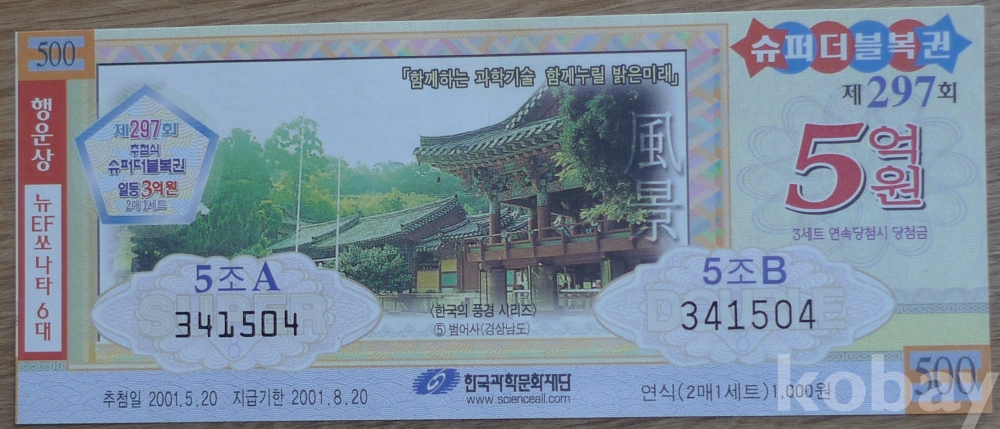 500
행운상
뉴EF쏘나타 6대
제297회
추첨식
슈퍼더블복권
일등 3억원
2매1세트
「함께하는 과학기술 함께누릴 밝은미래」
風景
슈퍼더블복권
제297회
5억원
3세트 연속당첨시 당첨금
SUPER
5조A
341504
〈한국의 풍경 시리즈〉
⑤ 범어사(경상남도)
DOUBLE
5조B
341504
추첨일 2001.5.20 지급기한 2001.8.20
한국과학문화재단
www.scienceall.com
연식(2매1세트) 1,000원
500
kobay